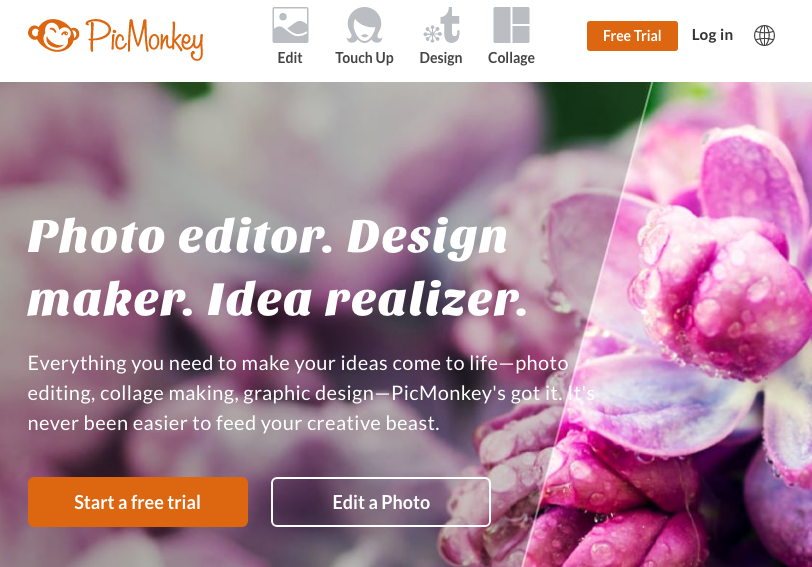 PicMonkey
Edit
Touch Up
Design
Collage
Free Trial
Log in
Photo editor. Design
maker. Idea realizer.
Everything you need to make your ideas come to life—photo
editing, collage making, graphic design—PicMonkey's got it. It's
never been easier to feed your creative beast.
Start a free trial
Edit a Photo